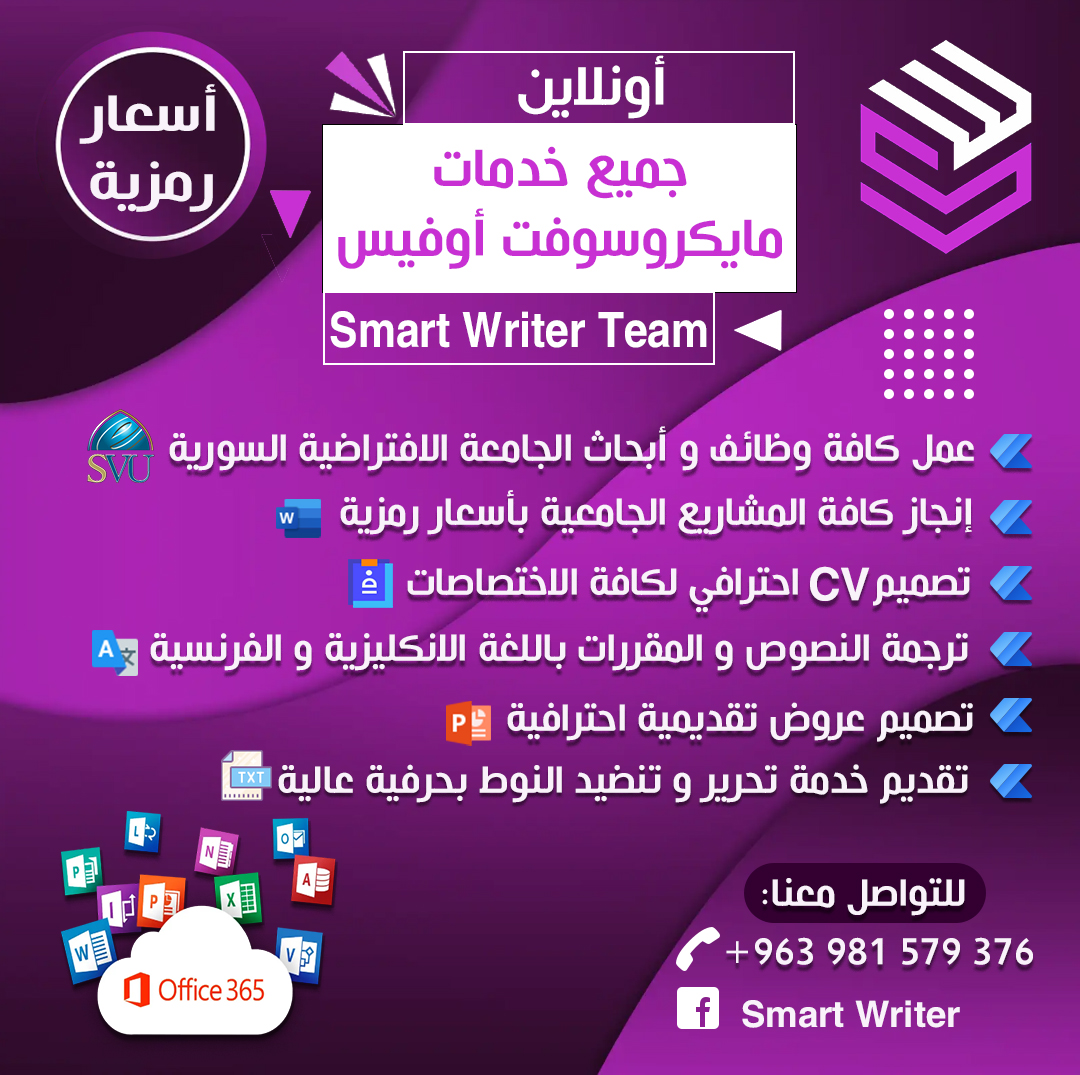 أسعار
رمزية
أونلاين
جميع خدمات
مايكروسوفت أوفيس
Smart Writer Team
عمل كافة وظائف و أبحاث الجامعة الافتراضية السورية
SVU
إنجاز كافة المشاريع الجامعية بأسعار رمزية
W
تصميم CV احترافي لكافة الاختصاصات
ID
ترجمة النصوص و المقررات باللغة الانكليزية و الفرنسية
A 文
تصميم عروض تقديمية احترافية
P
تقديم خدمة تحرير و تنضيد النوط بحرفية عالية
TXT
L
N
O
P
I
P
X
A
W
V
Office 365
للتواصل معنا:
+963 981 579 376
f
Smart Writer